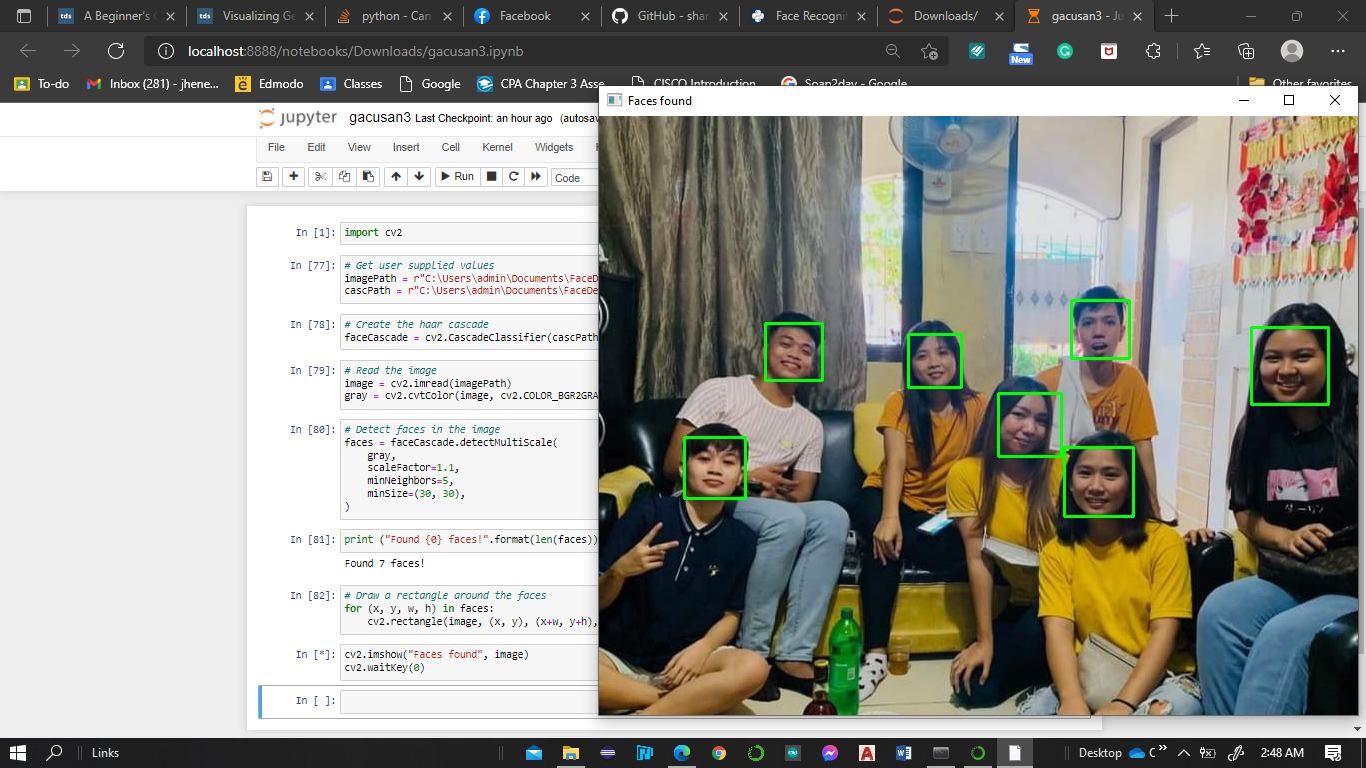 A Beginner's G
Visualizing Ge
python - Can
Facebook
GitHub - shar
Face Recognit
Downloads/
gacusan3 - Ju
localhost:8888/notebooks/Downloads/gacusan3.ipynb
New
To-do
Inbox (281) - jhene...
Edmodo
Classes
Google
CPA Chapter 3 Asse
CISCO Introduction
Soap2day - Google
Other favorites
Faces found
jupyter gacusan3 Last Checkpoint: an hour ago (autosav
File Edit View Insert Cell Kernel Widgets
Run Code
In [1]: import cv2
In [77]: # Get user supplied values
imagePath = r"C:\Users\admin\Documents\FaceD
cascPath = r"C:\Users\admin\Documents\FaceDe
In [78]: # Create the haar cascade
faceCascade = cv2.CascadeClassifier(cascPath
In [79]: # Read the image
image = cv2.imread(imagePath)
gray = cv2.cvtColor(image, cv2.COLOR_BGR2GRA
In [80]: # Detect faces in the image
faces = faceCascade.detectMultiScale(
gray,
scaleFactor=1.1,
minNeighbors=5,
minSize=(30, 30),
)
In [81]: print ("Found {0} faces!".format(len(faces))
Found 7 faces!
In [82]: # Draw a rectangle around the faces
for (x, y, w, h) in faces:
cv2.rectangle(image, (x, y), (x+w, y+h),
In [*]: cv2.imshow("Faces found", image)
cv2.waitKey(0)
In [ ]:
Links
Desktop
2:48 AM